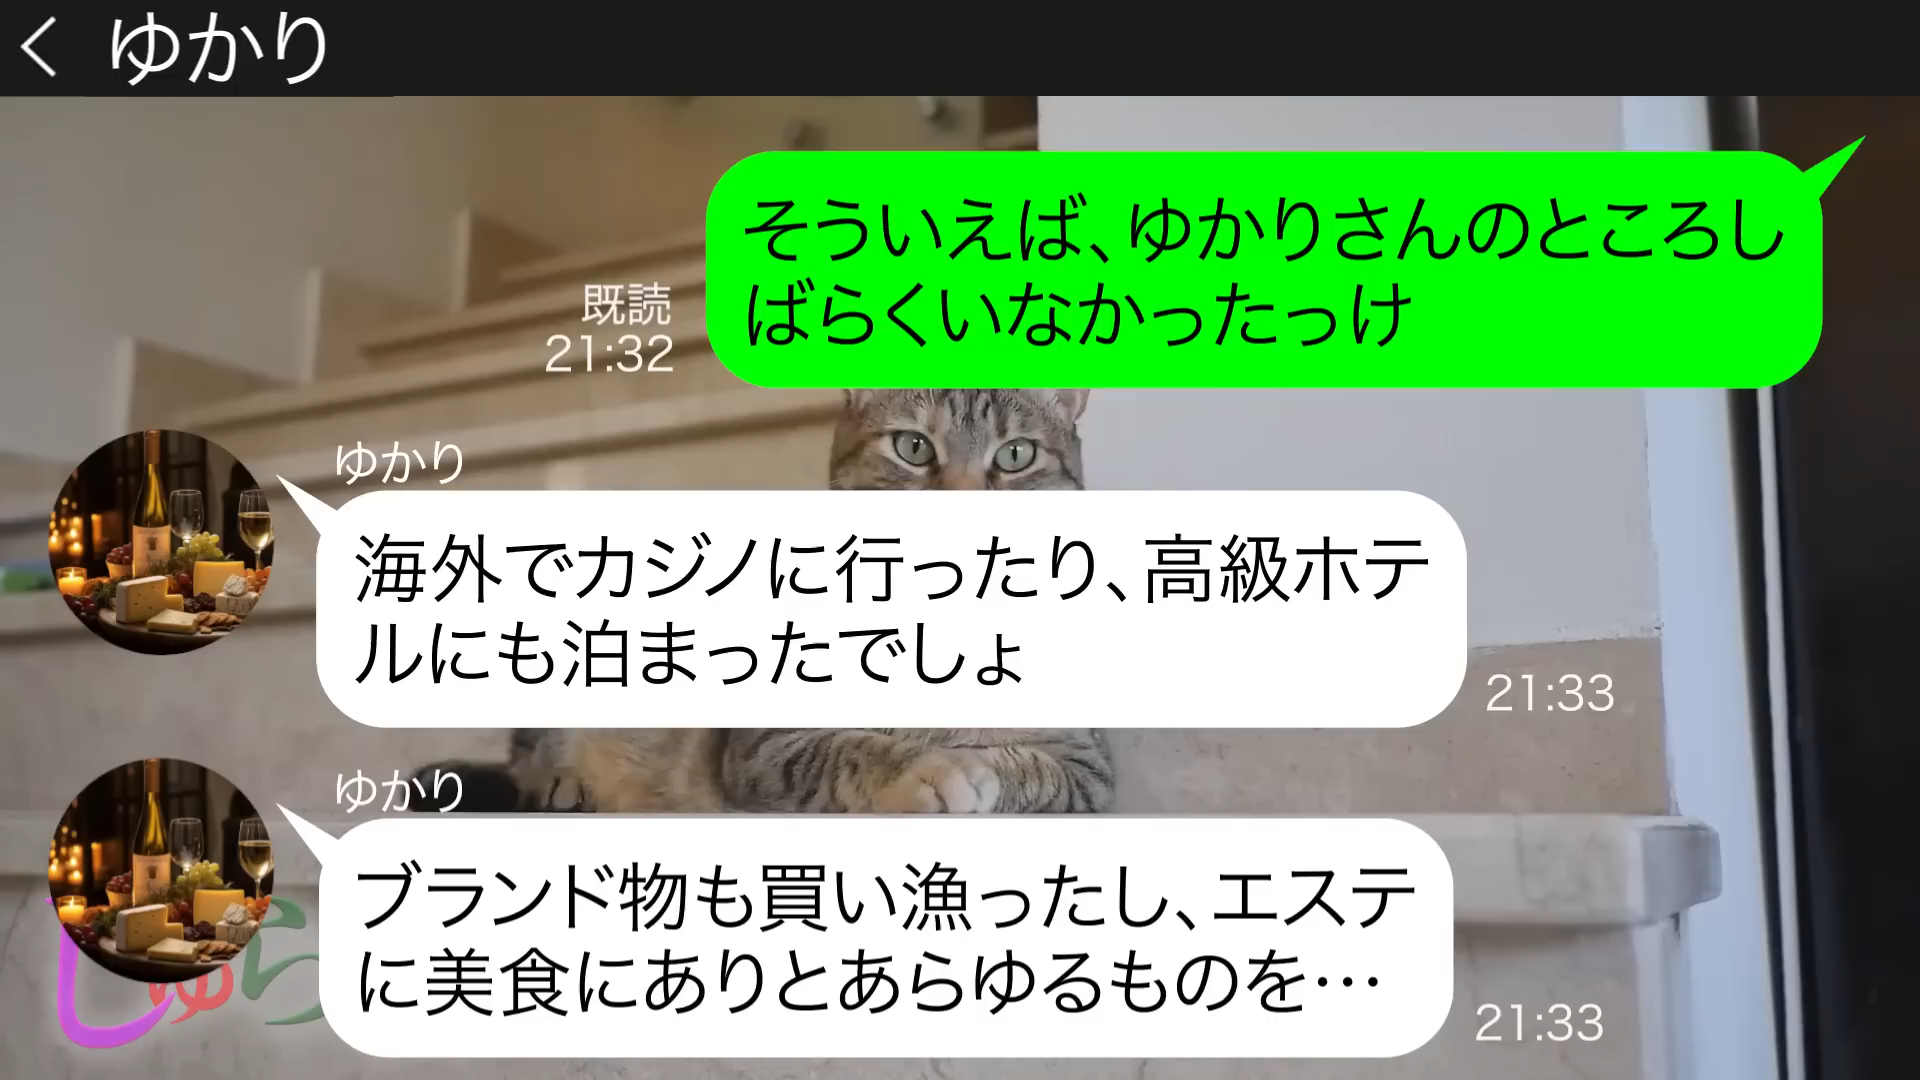 ゆかり
そういえば、ゆかりさんのところし
ばらくいなかったっけ
既読
21:32
ゆかり
海外でカジノに行ったり、高級ホテ
ルにも泊まったでしょ
21:33
ゆかり
ブランド物も買い漁ったし、エステ
に美食にありとあらゆるものを…
21:33
しゅら